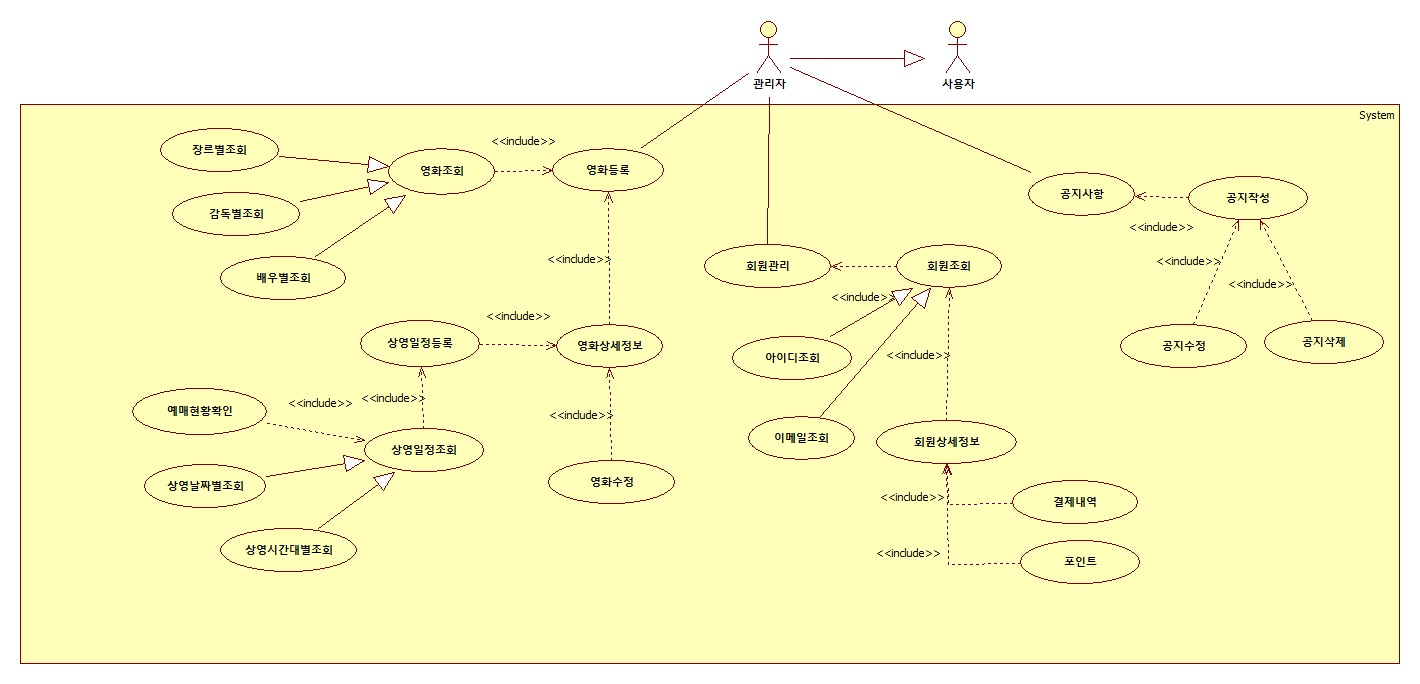 관리자
사용자
System
장르별조회
<<include>>
영화조회
영화등록
감독별조회
배우별조회
공지사항
공지작성
<<include>>
<<include>>
<<include>>
공지수정
공지삭제
<<include>>
회원관리
회원조회
<<include>>
아이디조회
<<include>>
이메일조회
회원상세정보
<<include>>
결제내역
<<include>>
포인트
<<include>>
상영일정등록
영화상세정보
예매현황확인
<<include>>
<<include>>
<<include>>
상영일정조회
상영날짜별조회
영화수정
상영시간대별조회